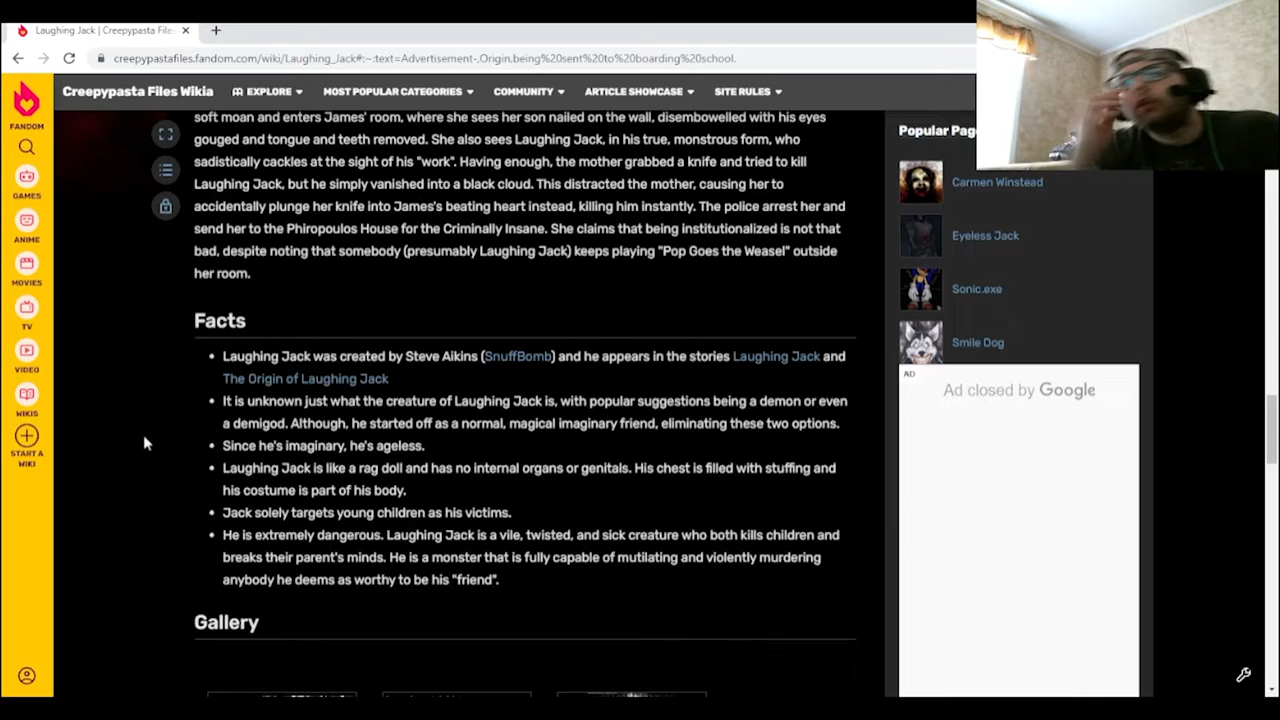 Laughing Jack | Creepypasta File
creepypastafiles.fandom.com/wiki/Laughing_Jack#:~:text=Advertisement-,Origin,being%20sent%20to%20boarding%20school.
FANDOM
GAMES
ANIME
MOVIES
TV
VIDEO
WIKIS
START A
WIKI
Creepypasta Files Wikia
EXPLORE
MOST POPULAR CATEGORIES
COMMUNITY
ARTICLE SHOWCASE
SITE RULES
soft moan and enters James' room, where she sees her son nailed on the wall, disembowelled with his eyes
gouged and tongue and teeth removed. She also sees Laughing Jack, in his true, monstrous form, who
sadistically cackles at the sight of his "work". Having enough, the mother grabbed a knife and tried to kill
Laughing Jack, but he simply vanished into a black cloud. This distracted the mother, causing her to
accidentally plunge her knife into James's beating heart instead, killing him instantly. The police arrest her and
send her to the Phiropoulos House for the Criminally Insane. She claims that being institutionalized is not that
bad, despite noting that somebody (presumably Laughing Jack) keeps playing "Pop Goes the Weasel" outside
her room.
Facts
• Laughing Jack was created by Steve Aikins (SnuffBomb) and he appears in the stories Laughing Jack and
The Origin of Laughing Jack
• It is unknown just what the creature of Laughing Jack is, with popular suggestions being a demon or even
a demigod. Although, he started off as a normal, magical imaginary friend, eliminating these two options.
• Since he's imaginary, he's ageless.
• Laughing Jack is like a rag doll and has no internal organs or genitals. His chest is filled with stuffing and
his costume is part of his body.
• Jack solely targets young children as his victims.
• He is extremely dangerous. Laughing Jack is a vile, twisted, and sick creature who both kills children and
breaks their parent's minds. He is a monster that is fully capable of mutilating and violently murdering
anybody he deems as worthy to be his "friend".
Gallery
Popular Pag
Carmen Winstead
Eyeless Jack
Sonic.exe
Smile Dog
AD
Ad closed by Google